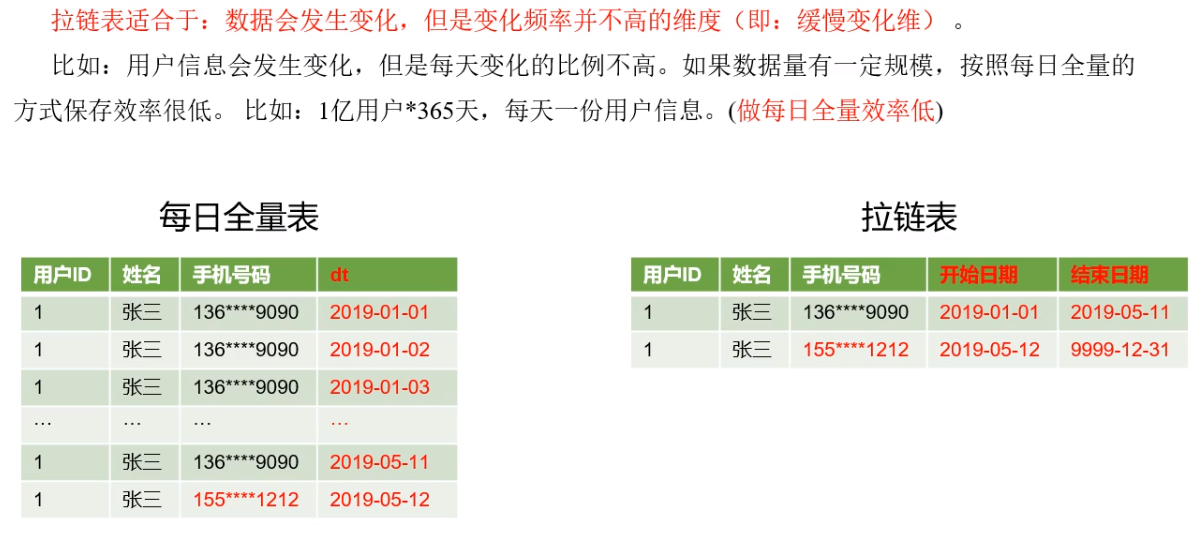 拉链表适合于：数据会发生变化，但是变化频率并不高的维度（即：缓慢变化维） 。
比如：用户信息会发生变化，但是每天变化的比例不高。如果数据量有一定规模，按照每日全量的
方式保存效率很低。 比如：1亿用户*365天，每天一份用户信息。(做每日全量效率低)
每日全量表
用户ID 姓名 手机号码 dt
1 张三 136****9090 2019-01-01
1 张三 136****9090 2019-01-02
1 张三 136****9090 2019-01-03
… … … …
1 张三 136****9090 2019-05-11
1 张三 155****1212 2019-05-12
拉链表
用户ID 姓名 手机号码 开始日期 结束日期
1 张三 136****9090 2019-01-01 2019-05-11
1 张三 155****1212 2019-05-12 9999-12-31